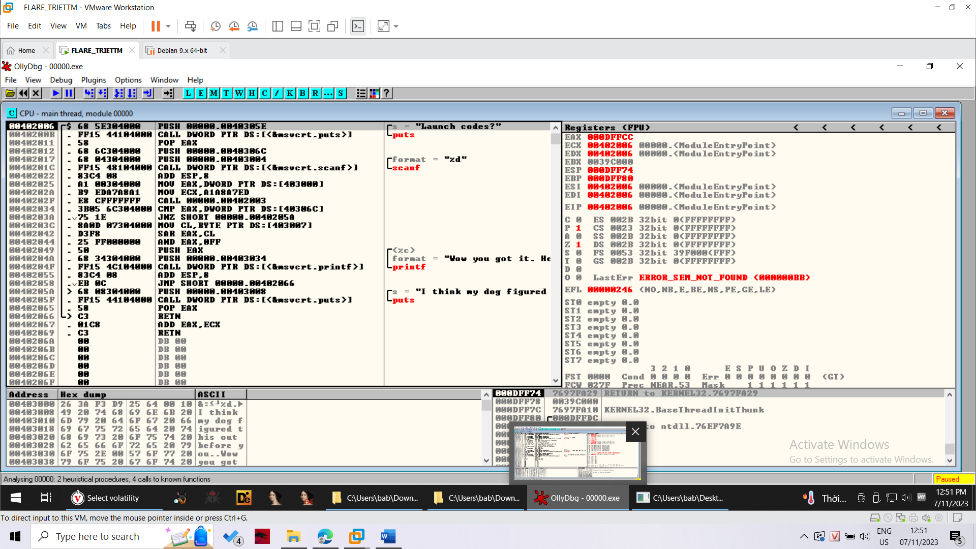 FLARE_TRIETTM - VMware Workstation
File Edit View VM Tabs Help
Home FLARE_TRIETTM Debian 9.x 64-bit
OllyDbg - 00000.exe
File View Debug Plugins Options Window Help
L E M T W H C / K B R ... S ?
C CPU - main thread, module 00000
00402006 $ 68 5E304000 PUSH 00000.0040305E s = "Launch codes?"
0040200B . FF15 44104000 CALL DWORD PTR DS:[<&msvcrt.puts>] puts
00402011 . 58 POP EAX
00402012 . 68 6C304000 PUSH 00000.0040306C
00402017 . 68 04304000 PUSH 00000.00403004 format = "%d"
0040201C . FF15 48104000 CALL DWORD PTR DS:[<&msvcrt.scanf>] scanf
00402022 . 83C4 08 ADD ESP,8
00402025 . A1 00304000 MOV EAX,DWORD PTR DS:[403000]
0040202A . B9 EDA7A8A1 MOV ECX,A1A8A7ED
0040202F . E8 CFFFFFFF CALL 00000.00402003
00402034 . 3B05 6C304000 CMP EAX,DWORD PTR DS:[40306C]
0040203A . 75 1E JNZ SHORT 00000.0040205A
0040203C . 8A0D 07304000 MOV CL,BYTE PTR DS:[403007]
00402042 . D3F8 SAR EAX,CL
00402044 . 25 FF000000 AND EAX,0FF
00402049 . 50 PUSH EAX <%c>
0040204A . 68 34304000 PUSH 00000.00403034 format = "Wow you got it. He
0040204F . FF15 4C104000 CALL DWORD PTR DS:[<&msvcrt.printf>] printf
00402055 . 83C4 08 ADD ESP,8
00402058 . EB 0C JMP SHORT 00000.00402066
0040205A > 68 08304000 PUSH 00000.00403008 s = "I think my dog figured
0040205F . FF15 44104000 CALL DWORD PTR DS:[<&msvcrt.puts>] puts
00402065 . 58 POP EAX
00402066 > C3 RETN
00402067 . 01C8 ADD EAX,ECX
00402069 . C3 RETN
0040206A 00 DB 00
0040206B 00 DB 00
0040206C 00 DB 00
0040206D 00 DB 00
0040206E 00 DB 00
0040206F 00 DB 00
Registers (FPU) < < < < < <
EAX 000DFFCC
ECX 00402006 00000.<ModuleEntryPoint>
EDX 00402006 00000.<ModuleEntryPoint>
EBX 0039C000
ESP 000DFF74
EBP 000DFF80
ESI 00402006 00000.<ModuleEntryPoint>
EDI 00402006 00000.<ModuleEntryPoint>
EIP 00402006 00000.<ModuleEntryPoint>
C 0 ES 002B 32bit 0(FFFFFFFF)
P 1 CS 0023 32bit 0(FFFFFFFF)
A 0 SS 002B 32bit 0(FFFFFFFF)
Z 1 DS 002B 32bit 0(FFFFFFFF)
S 0 FS 0053 32bit 39F000(FFF)
T 0 GS 002B 32bit 0(FFFFFFFF)
D 0
O 0 LastErr ERROR_SEM_NOT_FOUND (000000BB)
EFL 00000246 (NO,NB,E,BE,NS,PE,GE,LE)
ST0 empty 0.0
ST1 empty 0.0
ST2 empty 0.0
ST3 empty 0.0
ST4 empty 0.0
ST5 empty 0.0
ST6 empty 0.0
ST7 empty 0.0
3 2 1 0 E S P U O Z D I
FST 0000 Cond 0 0 0 0 Err 0 0 0 0 0 0 0 0 (GT)
FCW 027F Prec NEAR,53 Mask 1 1 1 1 1 1
Address Hex dump ASCII
00403000 26 3A F3 D9 25 64 00 10
00403008 49 20 74 68 69 6E 6B 20 I think
00403010 6D 79 20 64 6F 67 20 66 my dog f
00403018 69 67 75 72 65 64 20 74 igured t
00403020 68 69 73 20 6F 75 74 20 his out
00403028 62 65 66 6F 72 65 20 79 before y
00403030 6F 75 2E 00 57 6F 77 20 ou..Wow
00403038 79 6F 75 20 67 6F 74 20 you got
000DFF74 7697FA29 RETURN to KERNEL32.7697FA29
000DFF78 0039C000
000DFF7C 7697FA10 KERNEL32.BaseThreadInitThunk
000DFF80 000DFFDC
to ntdll.76EF7A9E
Activate Windows
Go to Settings to activate Windows.
Analysing 00000: 2 heuristical procedures, 4 calls to known functions Paused
Select volatility C:\Users\bab\Down... C:\Users\bab\Down... OllyDbg - 00000.exe C:\Users\bab\Deskt... Thời... 12:51 PM
7/11/2023
To direct input to this VM, move the mouse pointer inside or press Ctrl+G.
Type here to search 4 ENG 12:51
US 07/11/2023 5